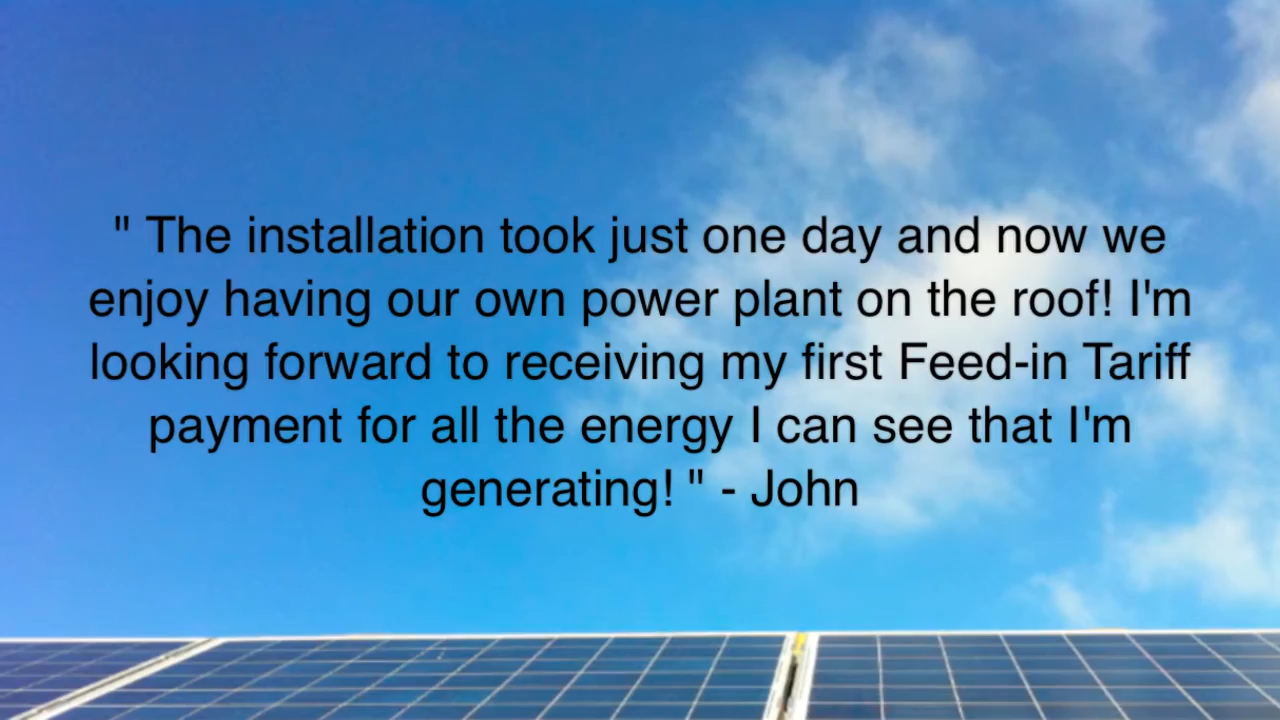 " The installation took just one day and now we
enjoy having our own power plant on the roof! I'm
looking forward to receiving my first Feed-in Tariff
payment for all the energy I can see that I'm
generating! " - John